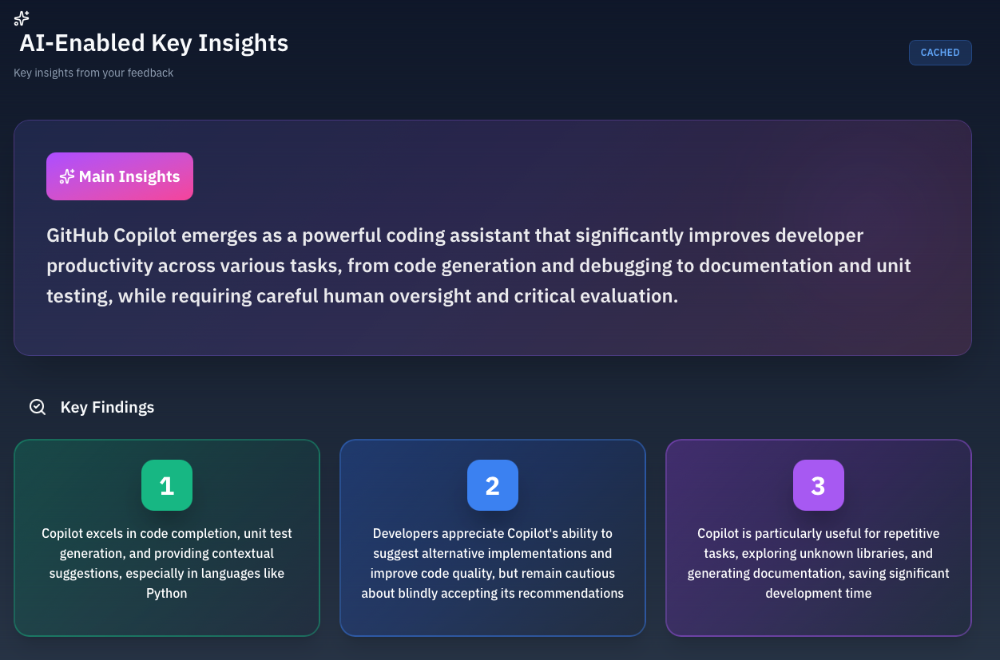 AI-Enabled Key Insights
CACHED
Key insights from your feedback
Main Insights
GitHub Copilot emerges as a powerful coding assistant that significantly improves developer
productivity across various tasks, from code generation and debugging to documentation and unit
testing, while requiring careful human oversight and critical evaluation.
Key Findings
1
Copilot excels in code completion, unit test
generation, and providing contextual
suggestions, especially in languages like
Python
2
Developers appreciate Copilot's ability to
suggest alternative implementations and
improve code quality, but remain cautious
about blindly accepting its recommendations
3
Copilot is particularly useful for repetitive
tasks, exploring unknown libraries, and
generating documentation, saving significant
development time